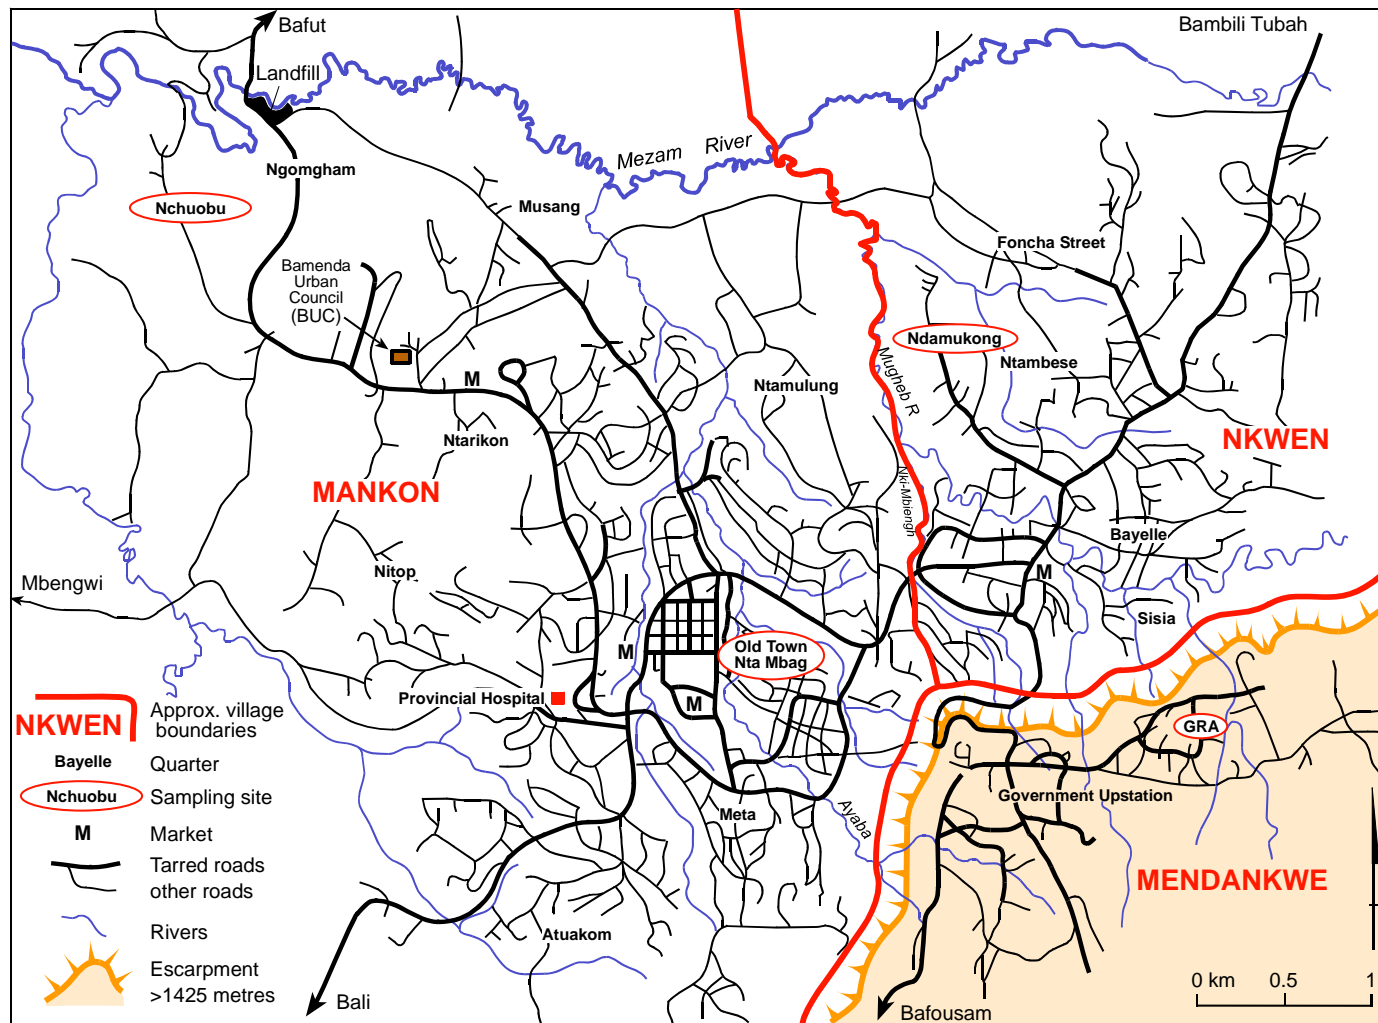 Bafut
Bambili Tubah
Landfill
Mezam River
Ngomgham
Nchuobu
Musang
Foncha Street
Bamenda
Urban
Council
(BUC)
Ndamukong
Mugheb R
Ntambese
M
Ntamulung
Ntarikon
NKWEN
MANKON
Nki-Mbiengh
Bayelle
Nitop
M
Mbengwi
Sisia
M
Old Town
Nta Mbag
Provincial Hospital
M
GRA
NKWEN
Approx. village
boundaries
Bayelle
Quarter
Nchuobu
Sampling site
M
Market
Tarred roads
other roads
Rivers
Escarpment
>1425 metres
Government Upstation
Meta
Ayaba
MENDANKWE
Atuakom
0 km
0.5
1
Bali
Bafousam